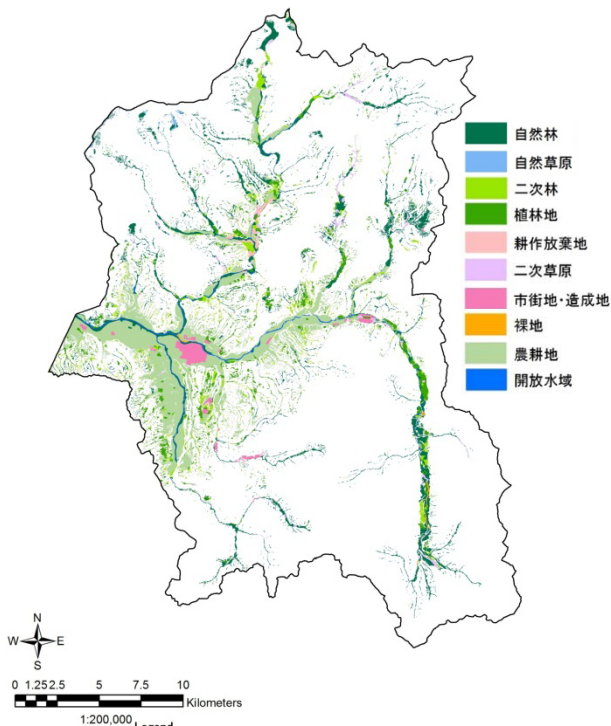 自然林
自然草原
二次林
植林地
耕作放棄地
二次草原
市街地・造成地
裸地
農耕地
開放水域
N
W E
S
0 1.25 2.5 5 7.5 10
Kilometers
1:200,000 Legend